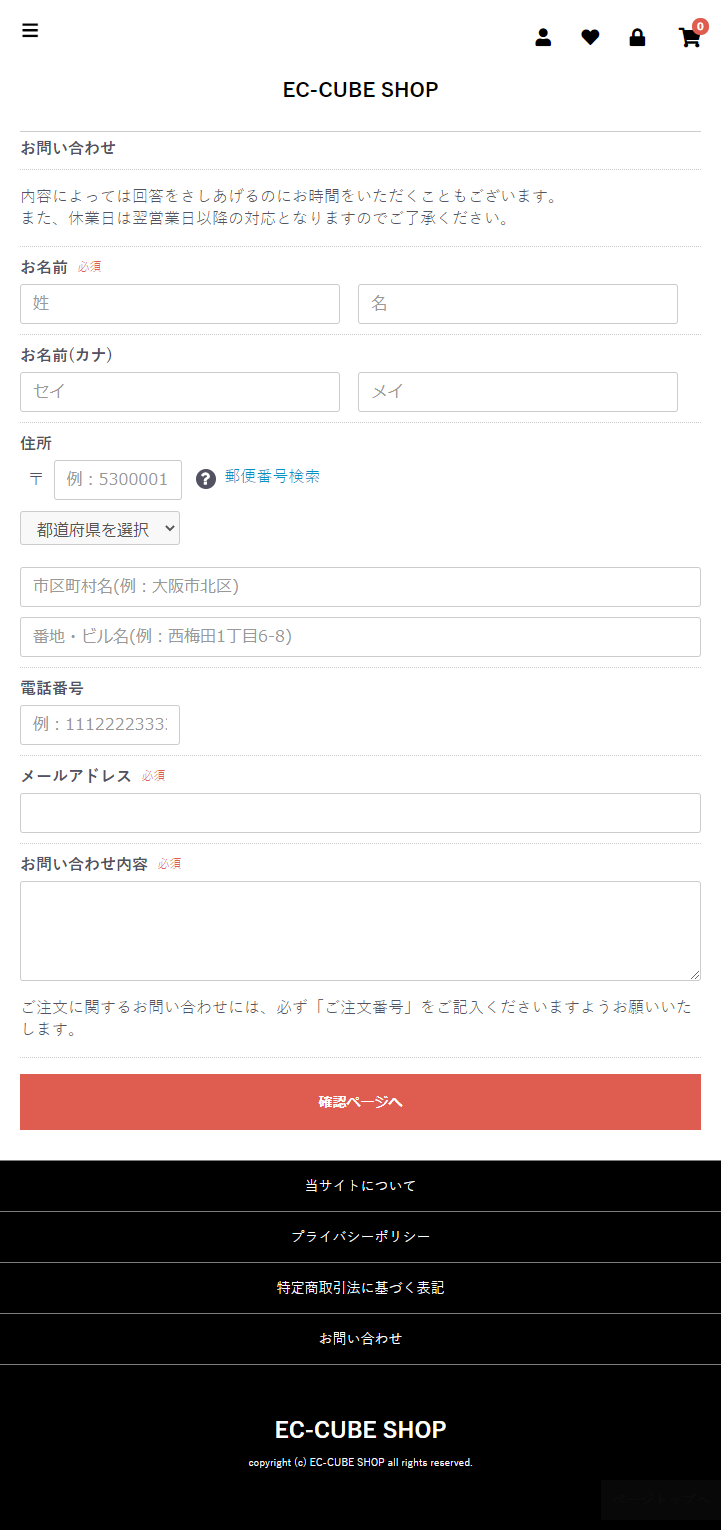 0
EC-CUBE SHOP
お問い合わせ
内容によっては回答をさしあげるのにお時間をいただくこともございます。
また、休業日は翌営業日以降の対応となりますのでご了承ください。
お名前 必須
姓 名
お名前(カナ)
セイ メイ
住所
〒 例：5300001 ? 郵便番号検索
都道府県を選択
市区町村名(例：大阪市北区)
番地・ビル名(例：西梅田1丁目6-8)
電話番号
例：11122223333
メールアドレス 必須
お問い合わせ内容 必須
ご注文に関するお問い合わせには、必ず「ご注文番号」をご記入くださいますようお願いいた
します。
確認ページへ
当サイトについて
プライバシーポリシー
特定商取引法に基づく表記
お問い合わせ
EC-CUBE SHOP
copyright (c) EC-CUBE SHOP all rights reserved.